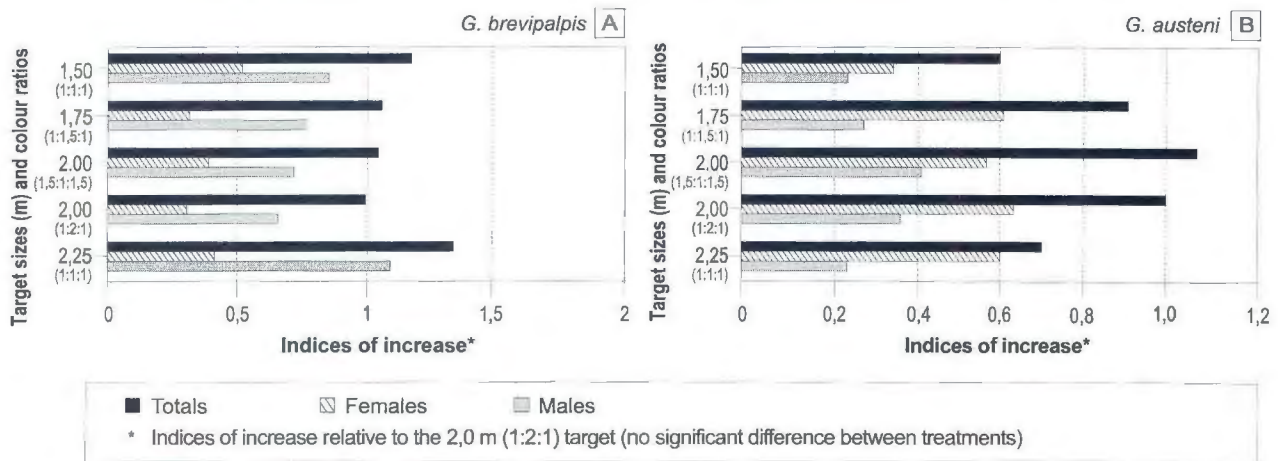 G. brevipalpis A
Target sizes (m) and colour ratios
1,50
(1:1:1)
1,75
(1:1,5:1)
2,00
(1,5:1:1,5)
2,00
(1:2:1)
2,25
(1:1:1)
0 0,5 1 1,5 2
Indices of increase*
G. austeni B
Target sizes (m) and colour ratios
1,50
(1:1:1)
1,75
(1:1,5:1)
2,00
(1,5:1:1,5)
2,00
(1:2:1)
2,25
(1:1:1)
0 0,2 0,4 0,6 0,8 1,0 1,2
Indices of increase*
Totals Females Males
* Indices of increase relative to the 2,0 m (1:2:1) target (no significant difference between treatments)